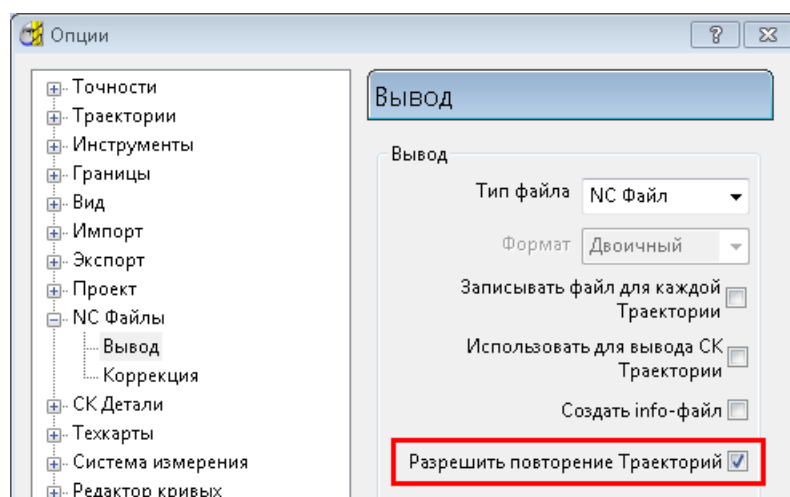 Опции
Точности
Траектории
Инструменты
Границы
Вид
Импорт
Экспорт
Проект
NC Файлы
Вывод
Коррекция
СК Детали
Техкарты
Система измерения
Редактор кривых
Вывод
Вывод
Тип файла NC Файл
Формат Двоичный
Записывать файл для каждой
Траектории
Использовать для вывода СК
Траектории
Создать info-файл
Разрешить повторение Траекторий